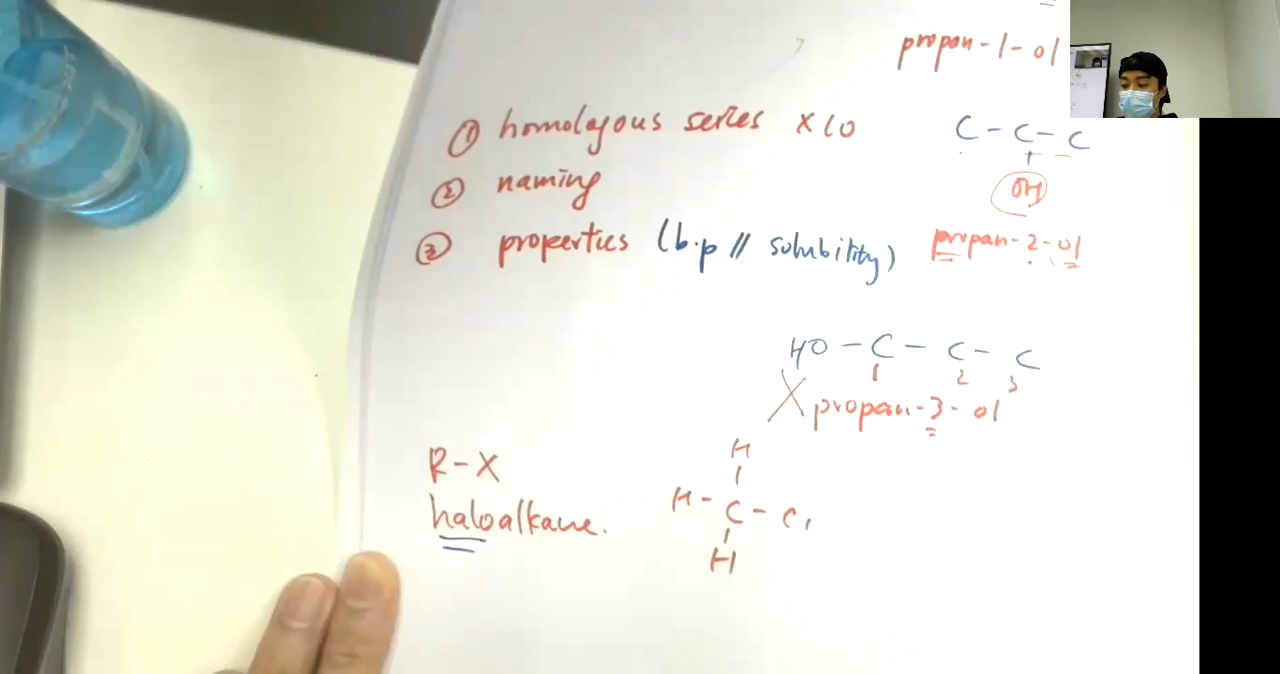 propan-1-ol
① homologous series x10
C - C - C
OH
② naming
③ properties (b.p // solubility)
propan-2-ol
HO - C - C - C
1 2 3
X propan-3-ol
R-X
haloalkane.
H
H - C - Cl
H